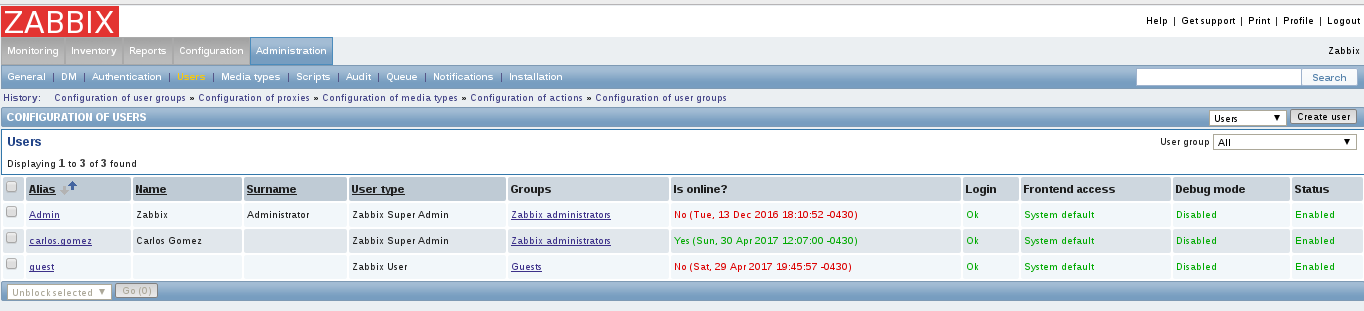 ZABBIX
Help | Get support | Print | Profile | Logout
Monitoring Inventory Reports Configuration Administration
Zabbix
General | DM | Authentication | Users | Media types | Scripts | Audit | Queue | Notifications | Installation
Search
History: Configuration of user groups » Configuration of proxies » Configuration of media types » Configuration of actions » Configuration of user groups
CONFIGURATION OF USERS
Users ▼ Create user
Users
User group All ▼
Displaying 1 to 3 of 3 found
Alias Name Surname User type Groups Is online? Login Frontend access Debug mode Status
Admin Zabbix Administrator Zabbix Super Admin Zabbix administrators No (Tue, 13 Dec 2016 18:10:52 -0430) Ok System default Disabled Enabled
carlos.gomez Carlos Gomez Zabbix Super Admin Zabbix administrators Yes (Sun, 30 Apr 2017 12:07:00 -0430) Ok System default Disabled Enabled
guest Zabbix User Guests No (Sat, 29 Apr 2017 19:45:57 -0430) Ok System default Disabled Enabled
Unblock selected ▼ Go (0)